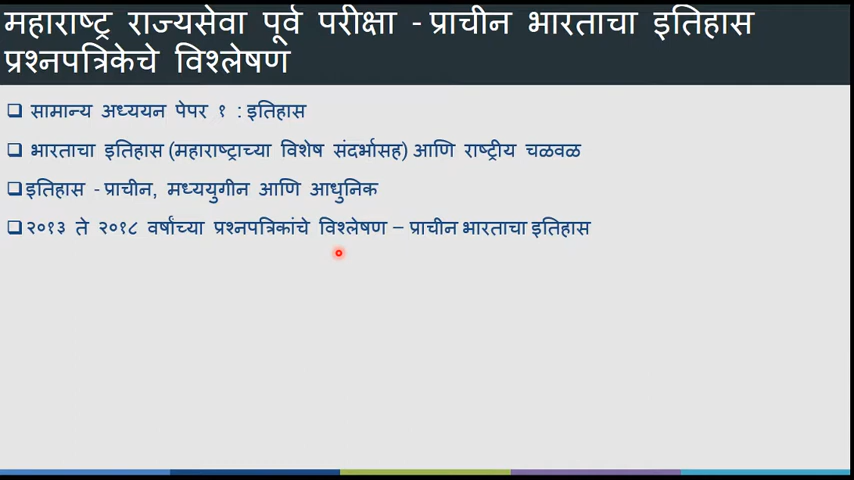 महाराष्ट्र राज्यसेवा पूर्व परीक्षा - प्राचीन भारताचा इतिहास
प्रश्नपत्रिकेचे विश्लेषण
सामान्य अध्ययन पेपर १ : इतिहास
भारताचा इतिहास (महाराष्ट्राच्या विशेष संदर्भासह) आणि राष्ट्रीय चळवळ
इतिहास - प्राचीन, मध्ययुगीन आणि आधुनिक
२०१३ ते २०१८ वर्षांच्या प्रश्नपत्रिकांचे विश्लेषण – प्राचीन भारताचा इतिहास